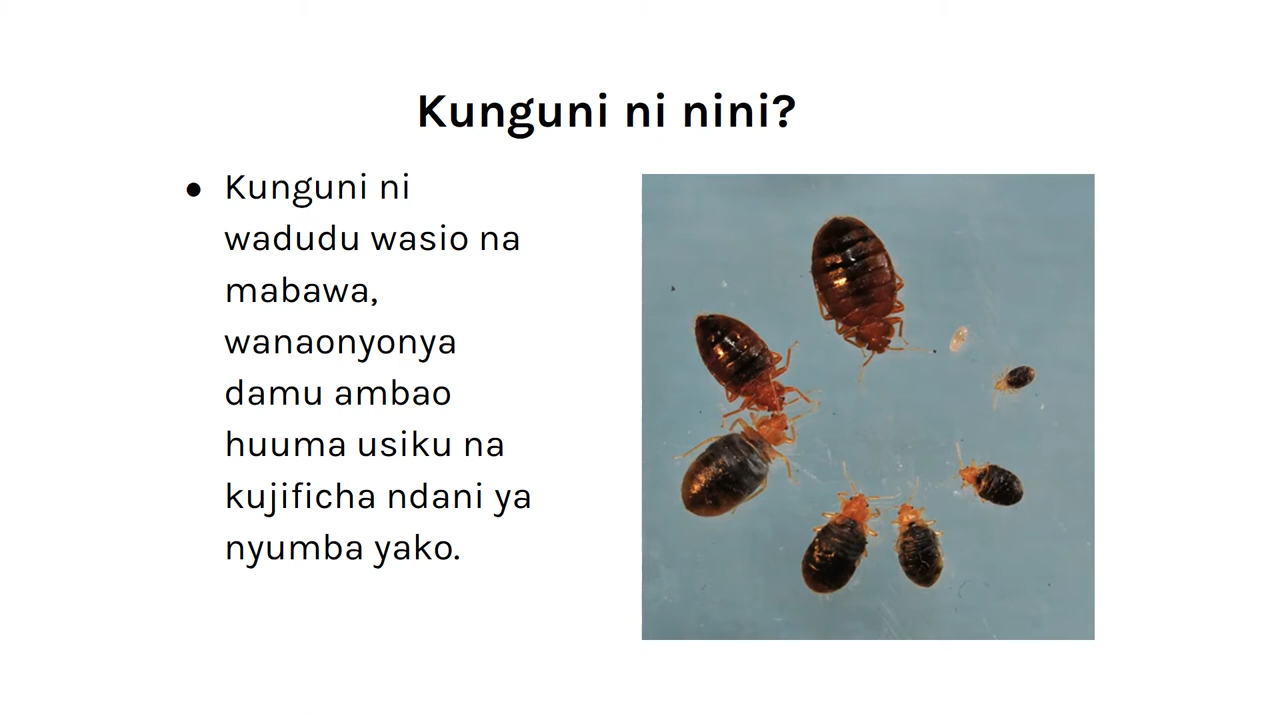 Kunguni ni nini?
● Kunguni ni
wadudu wasio na
mabawa,
wanaonyonya
damu ambao
huuma usiku na
kujificha ndani ya
nyumba yako.